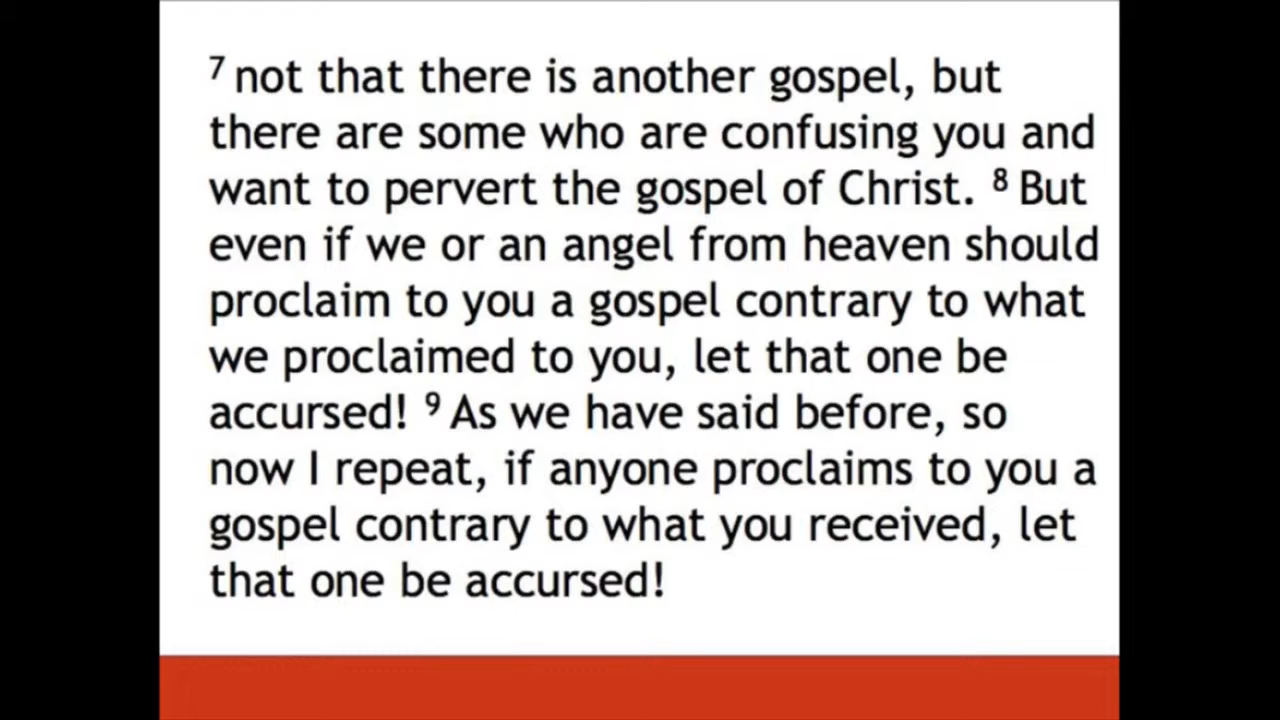 7 not that there is another gospel, but
there are some who are confusing you and
want to pervert the gospel of Christ. 8 But
even if we or an angel from heaven should
proclaim to you a gospel contrary to what
we proclaimed to you, let that one be
accursed! 9 As we have said before, so
now I repeat, if anyone proclaims to you a
gospel contrary to what you received, let
that one be accursed!